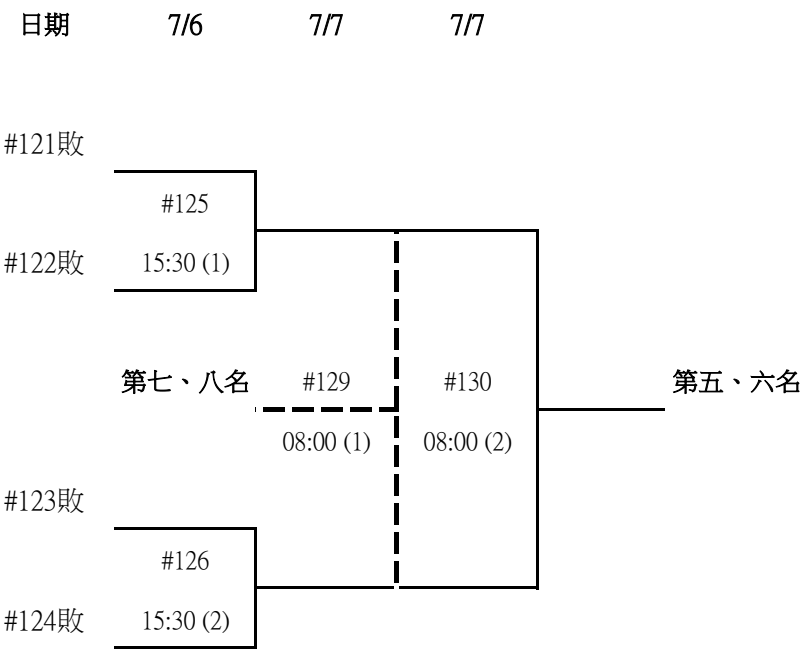 日期 7/6 7/7 7/7
#121敗
#125
#122敗 15:30 (1)
第七、八名 #129 #130 第五、六名
08:00 (1) 08:00 (2)
#123敗
#126
#124敗 15:30 (2)